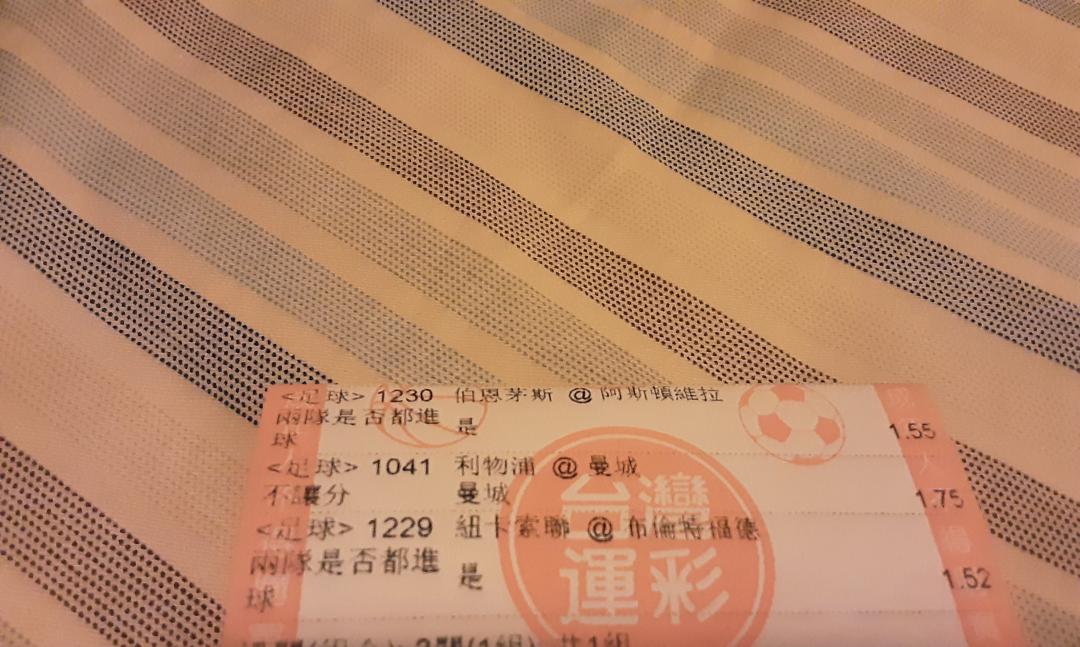 <足球> 1230 伯恩茅斯 @ 阿斯頓維拉
兩隊是否都進球 是 1.55
<足球> 1041 利物浦 @ 曼城
不讓分 曼城 1.75
<足球> 1229 紐卡索聯 @ 布倫特福德
兩隊是否都進球 是 1.52
台灣
運彩